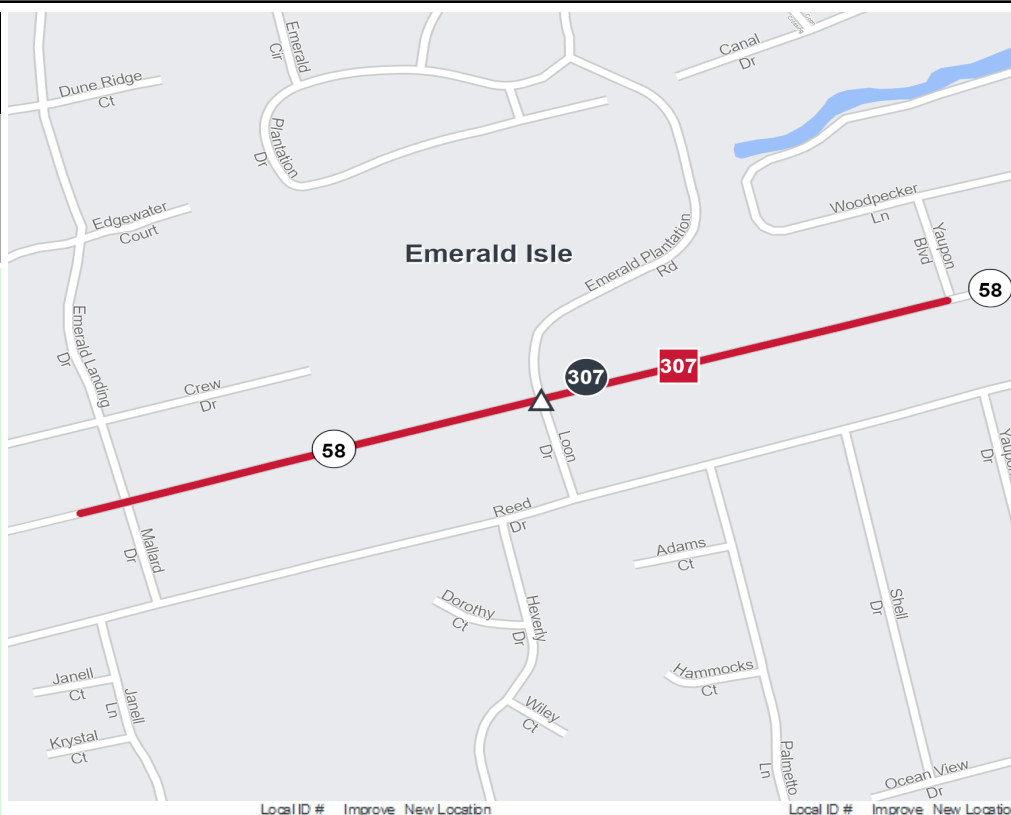 Emerald
Cir
Canal
Dr
Dune Ridge
Ct
Plantation
Dr
Edgewater
Court
Woodpecker
Ln
Yaupon
Blvd
Emerald Isle
Emerald Plantation
Rd
58
Emerald Landing
Dr
307
307
Crew
Dr
58
Loon
Dr
Yaupon
Dr
Reed
Dr
Mallard
Dr
Adams
Ct
Dorothy
Ct
Heverly
Dr
Shell
Dr
Janell
Ct
Hammocks
Ct
Janell
Ln
Wiley
Ct
Krystal
Ct
Palmetto
Ln
Ocean View
Dr
Local ID # Improve New Location Local ID # Improve New Locatio